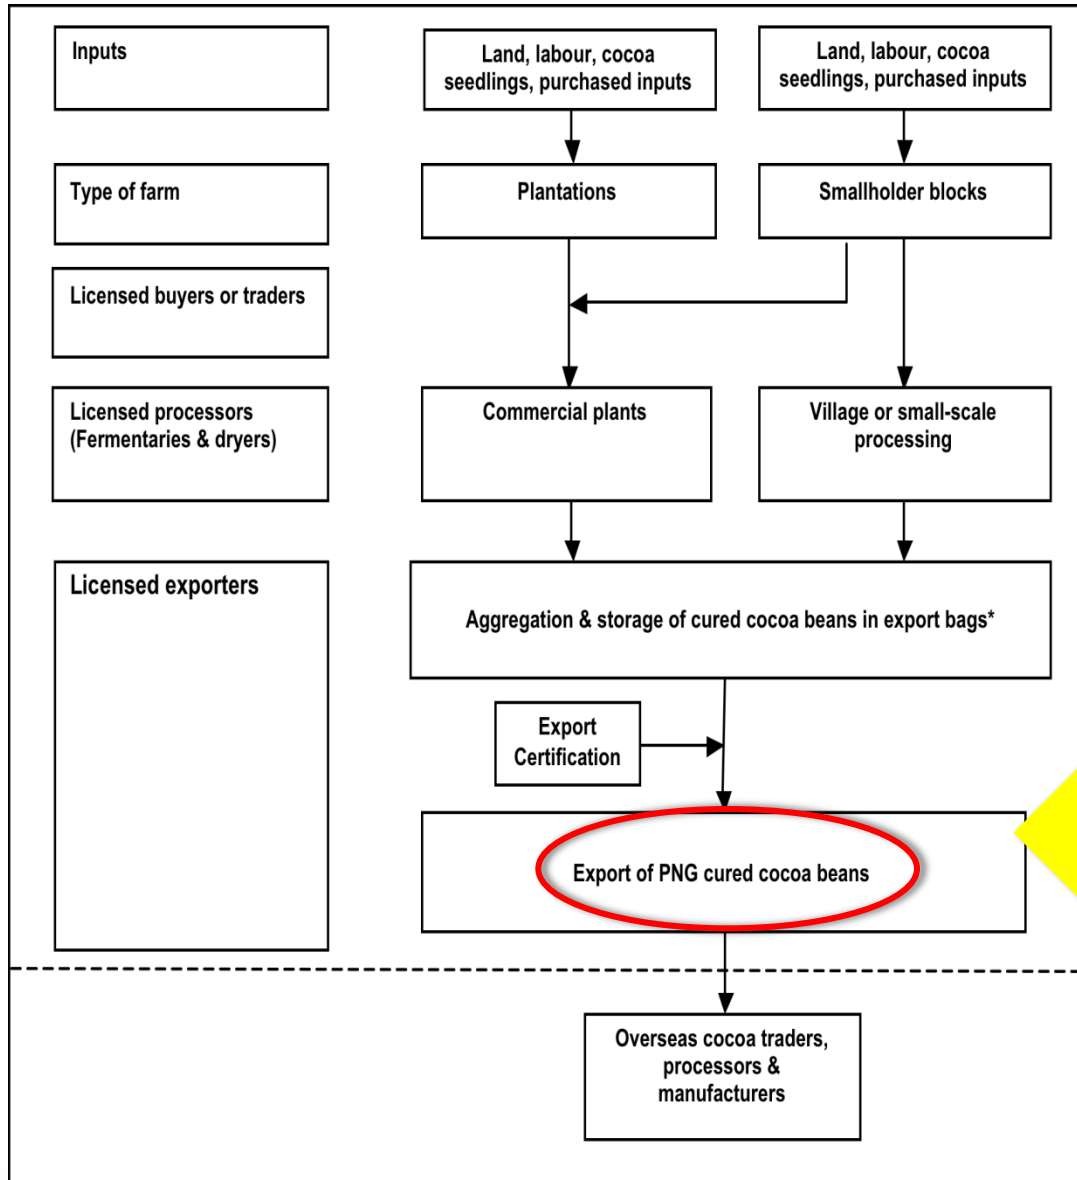 Inputs
Land, labour, cocoa
seedlings, purchased inputs
Land, labour, cocoa
seedlings, purchased inputs
Type of farm
Plantations
Smallholder blocks
Licensed buyers or traders
Licensed processors
(Fermentaries & dryers)
Commercial plants
Village or small-scale
processing
Licensed exporters
Aggregation & storage of cured cocoa beans in export bags*
Export
Certification
Export of PNG cured cocoa beans
Overseas cocoa traders,
processors &
manufacturers